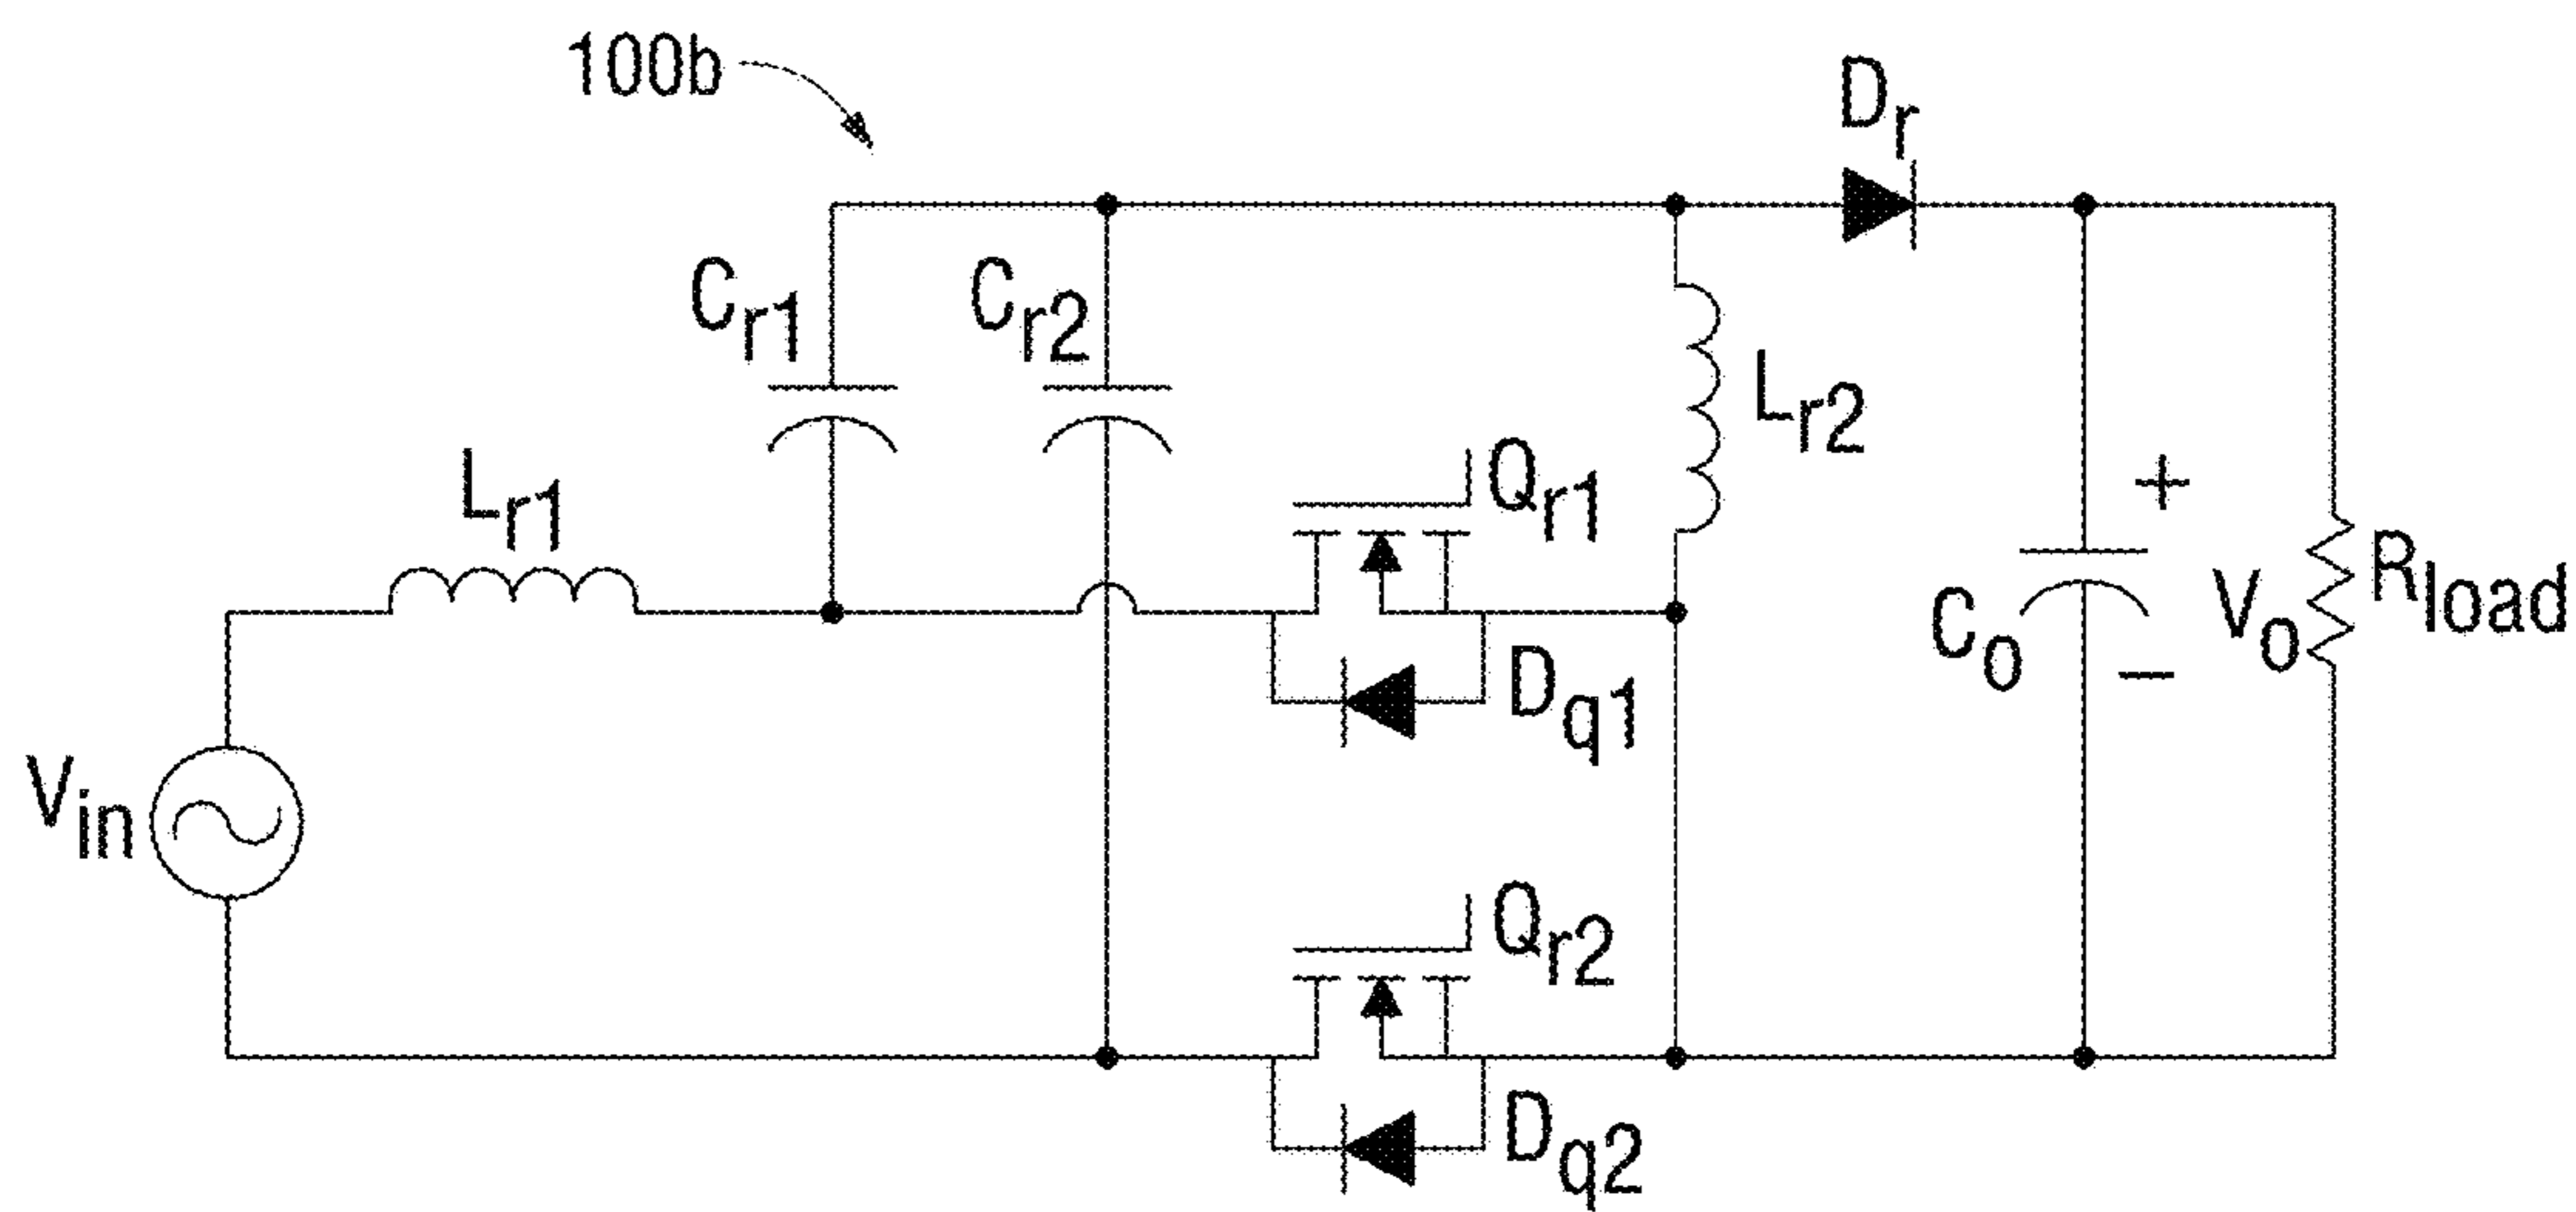 100b
Dr
Cr1
Cr2
Lr2
Lr1
Qr1
+
Rload
Vo
Co
Dq1
−
Vin
Qr2
Dq2